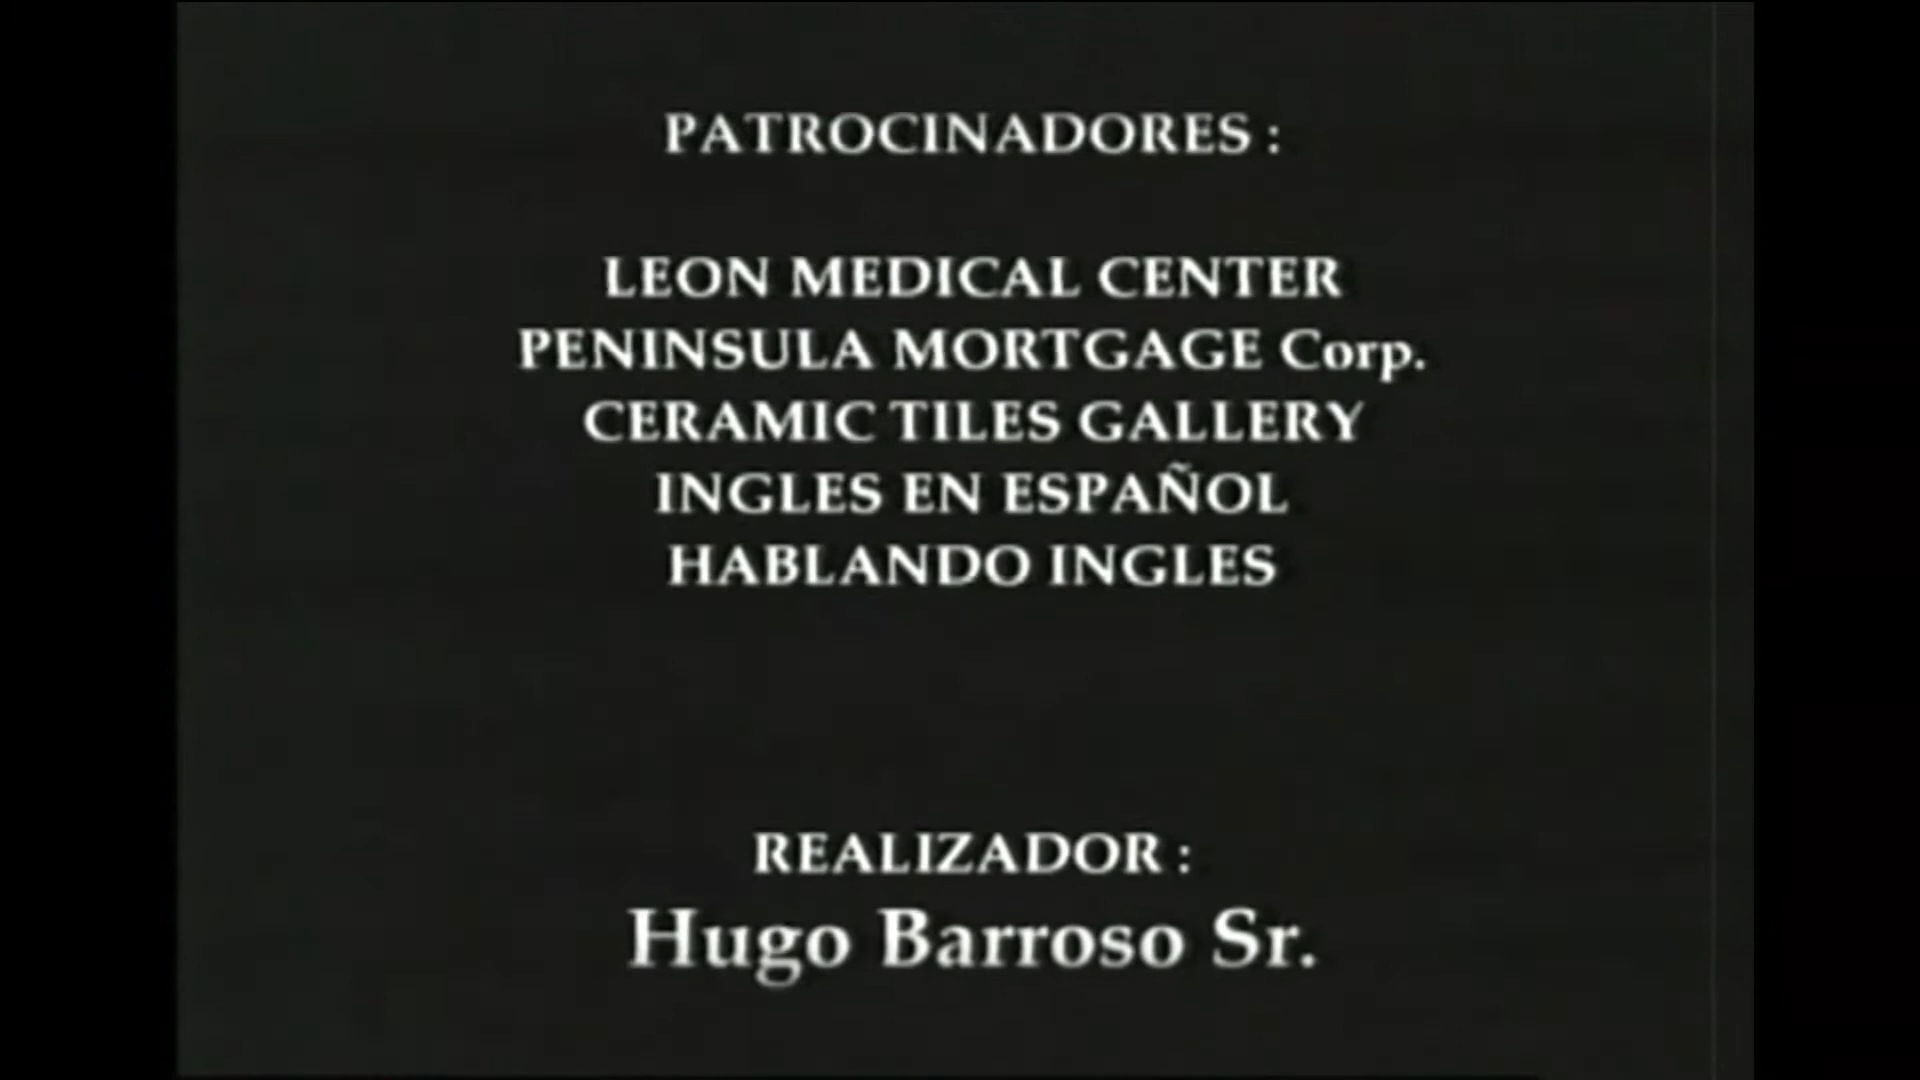 PATROCINADORES :
LEON MEDICAL CENTER
PENINSULA MORTGAGE Corp.
CERAMIC TILES GALLERY
INGLES EN ESPAÑOL
HABLANDO INGLES
REALIZADOR :
Hugo Barroso Sr.